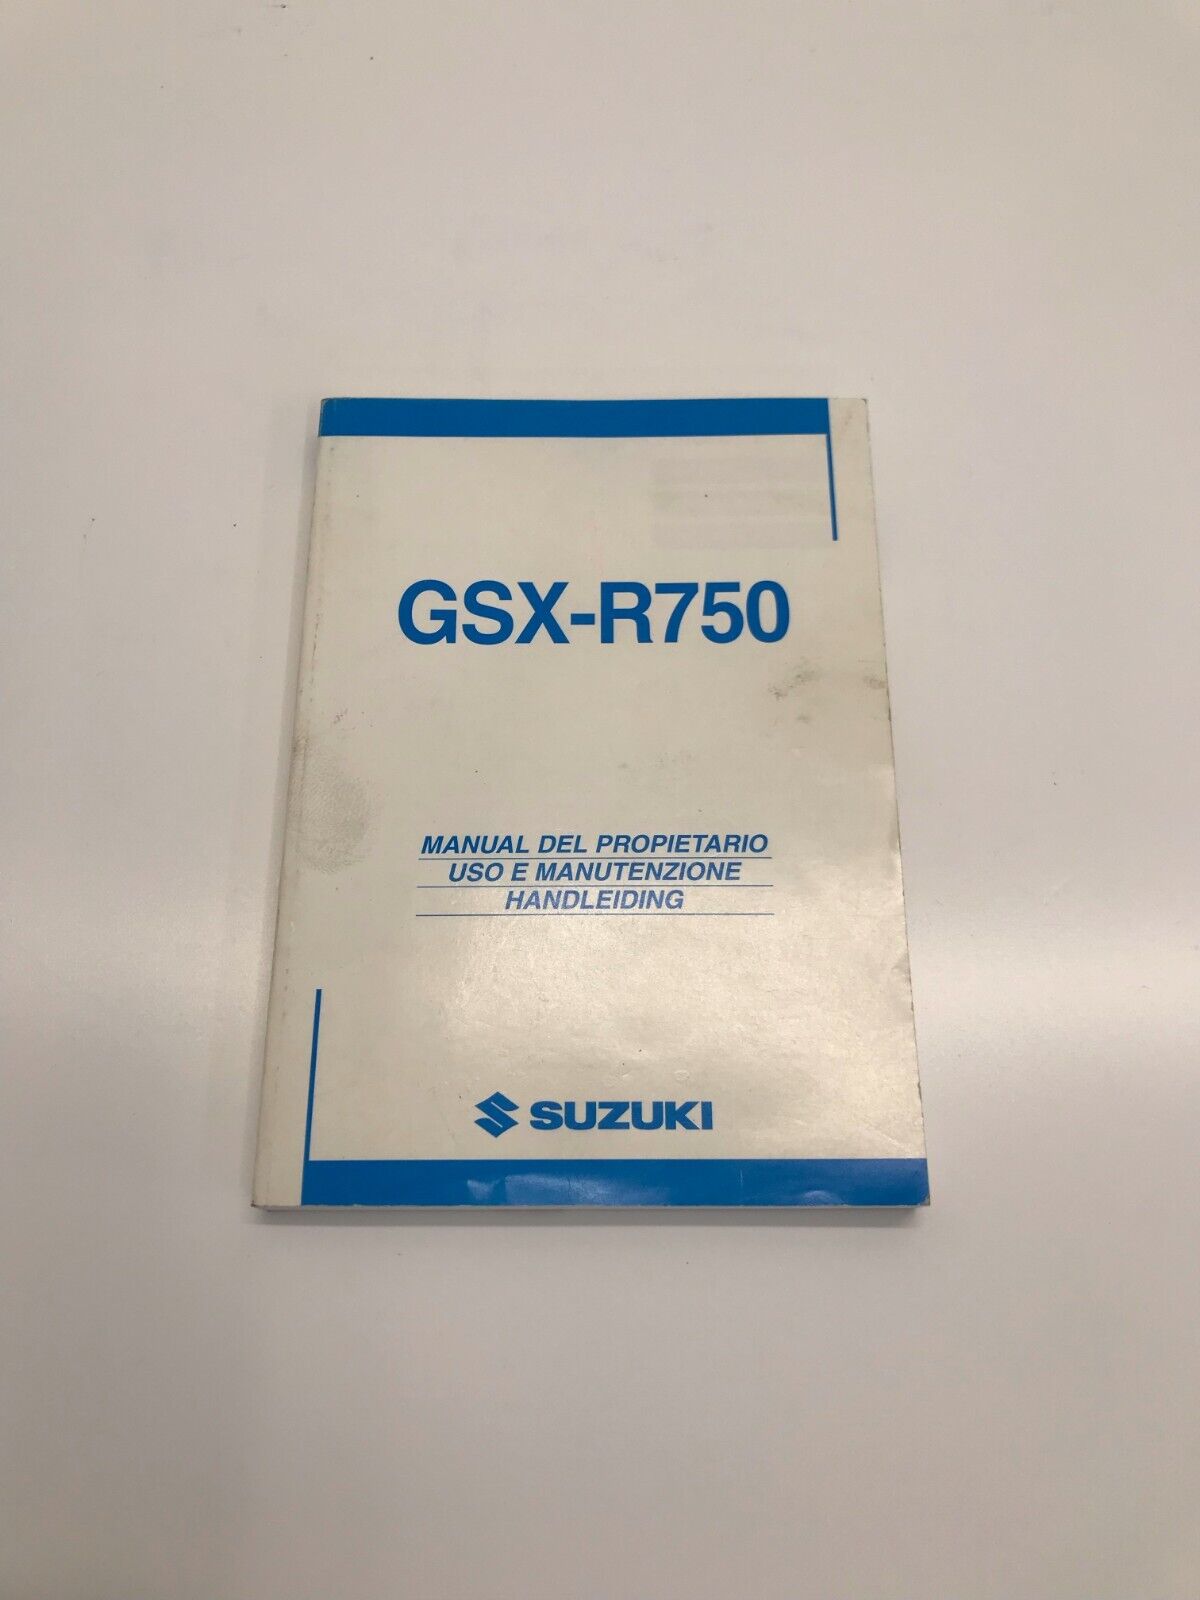 GSX-R750
MANUAL DEL PROPIETARIO
USO E MANUTENZIONE
HANDLEIDING
SUZUKI